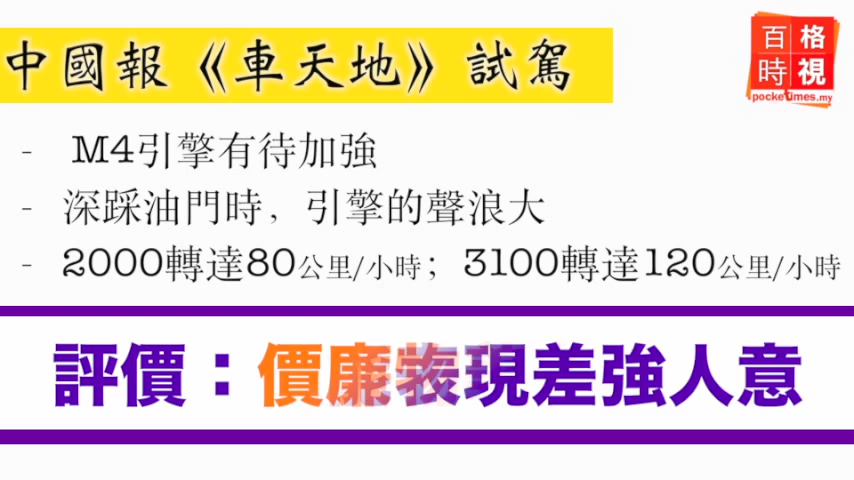 中國報《車天地》試駕
百格時視
pocketimes.my
- M4引擎有待加強
- 深踩油門時，引擎的聲浪大
- 2000轉達80公里/小時；3100轉達120公里/小時
評價：價廉表現差強人意